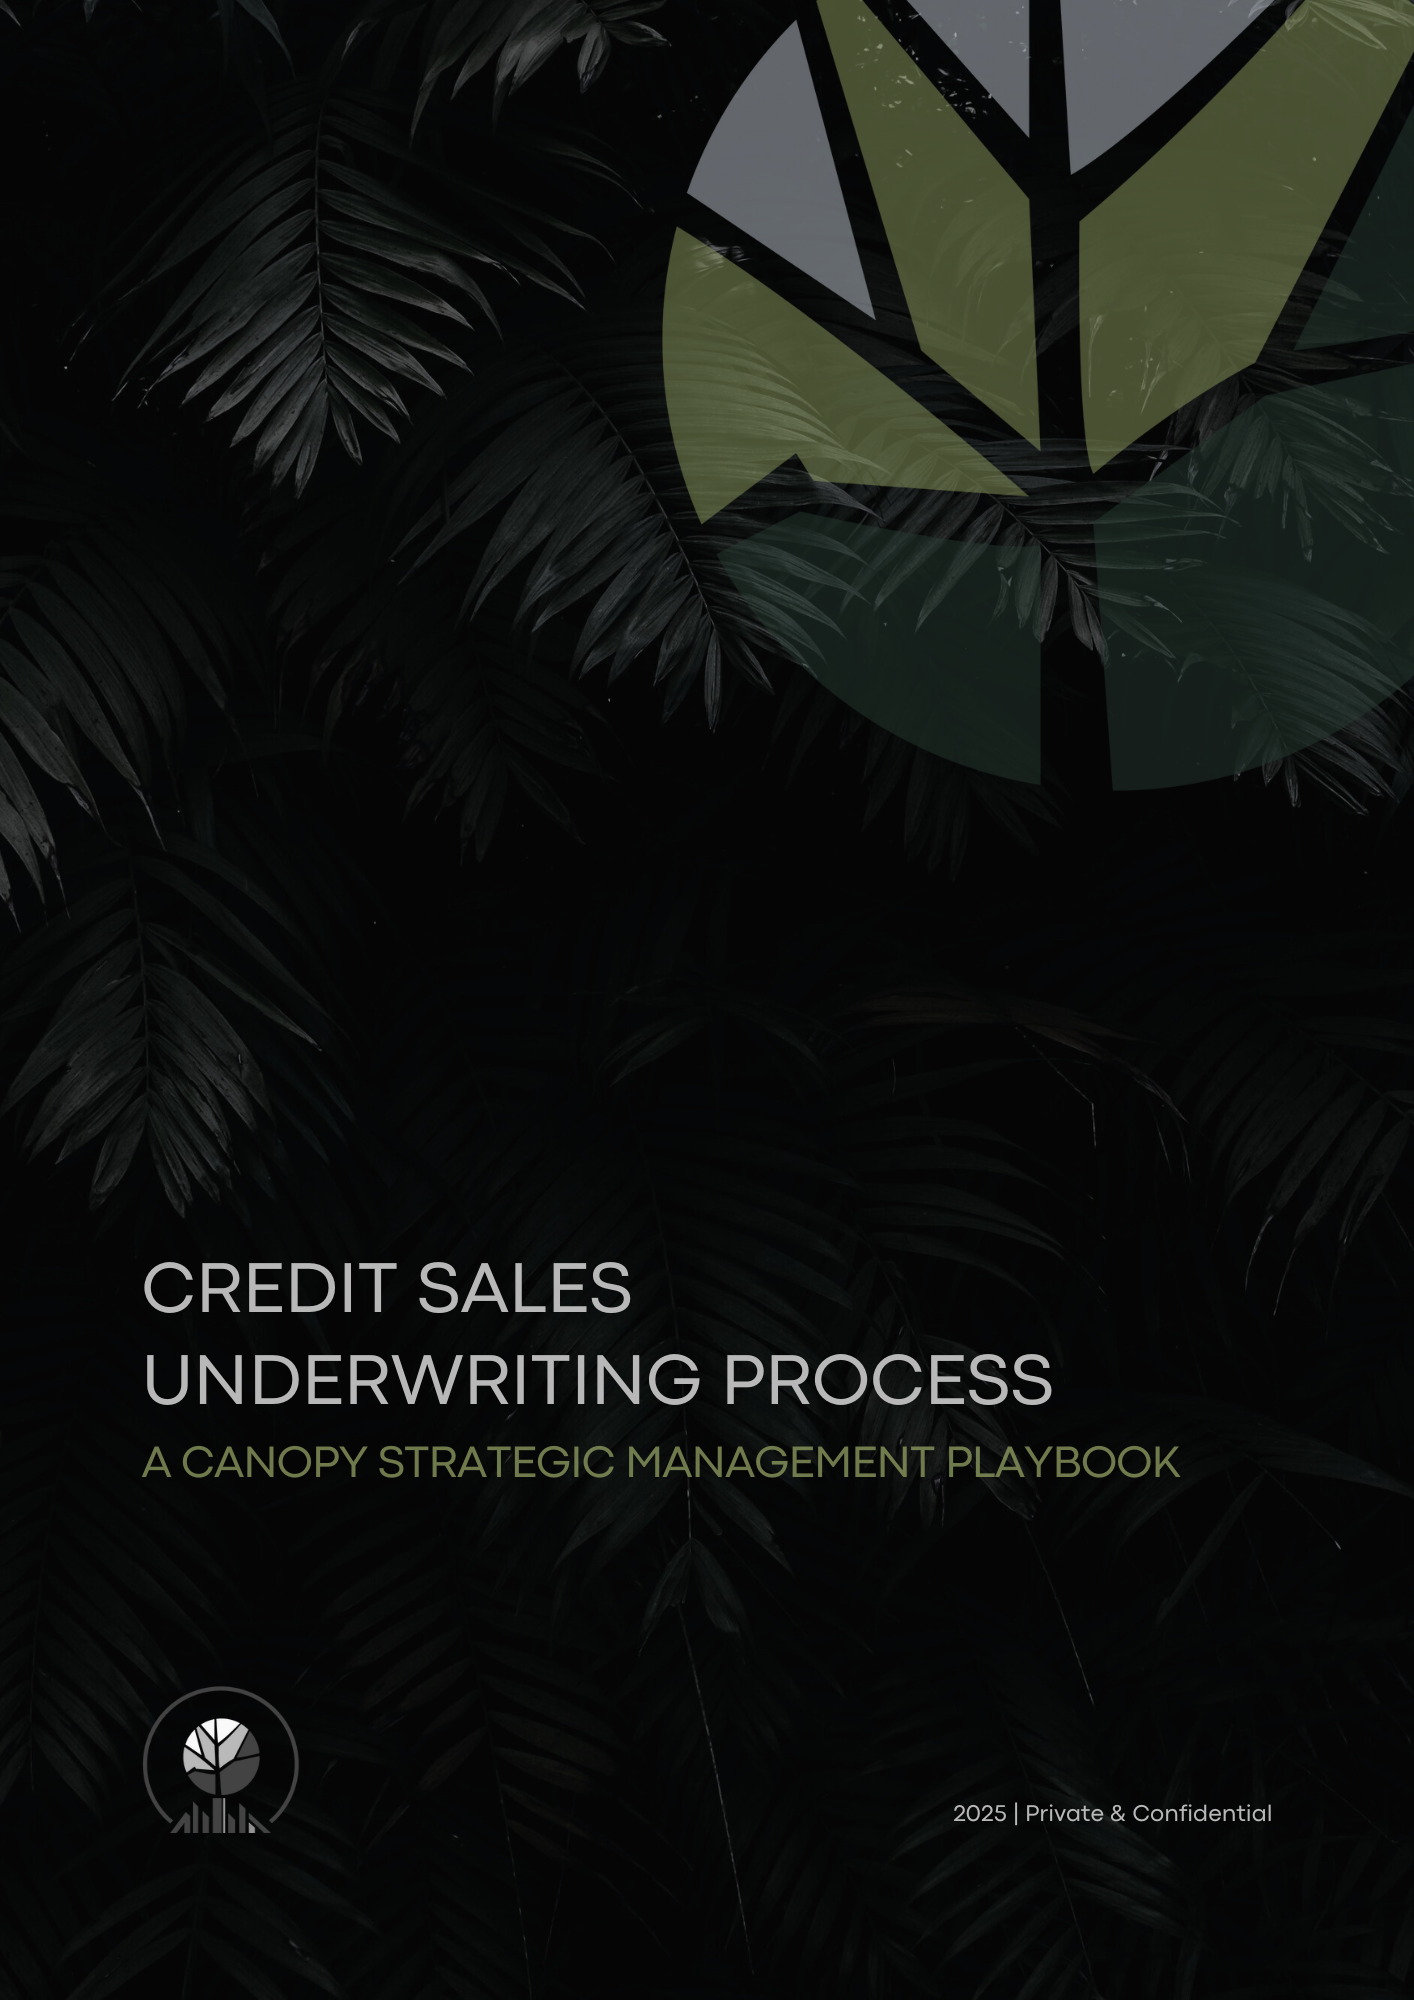 CREDIT SALES
UNDERWRITING PROCESS
A CANOPY STRATEGIC MANAGEMENT PLAYBOOK
2025 | Private & Confidential